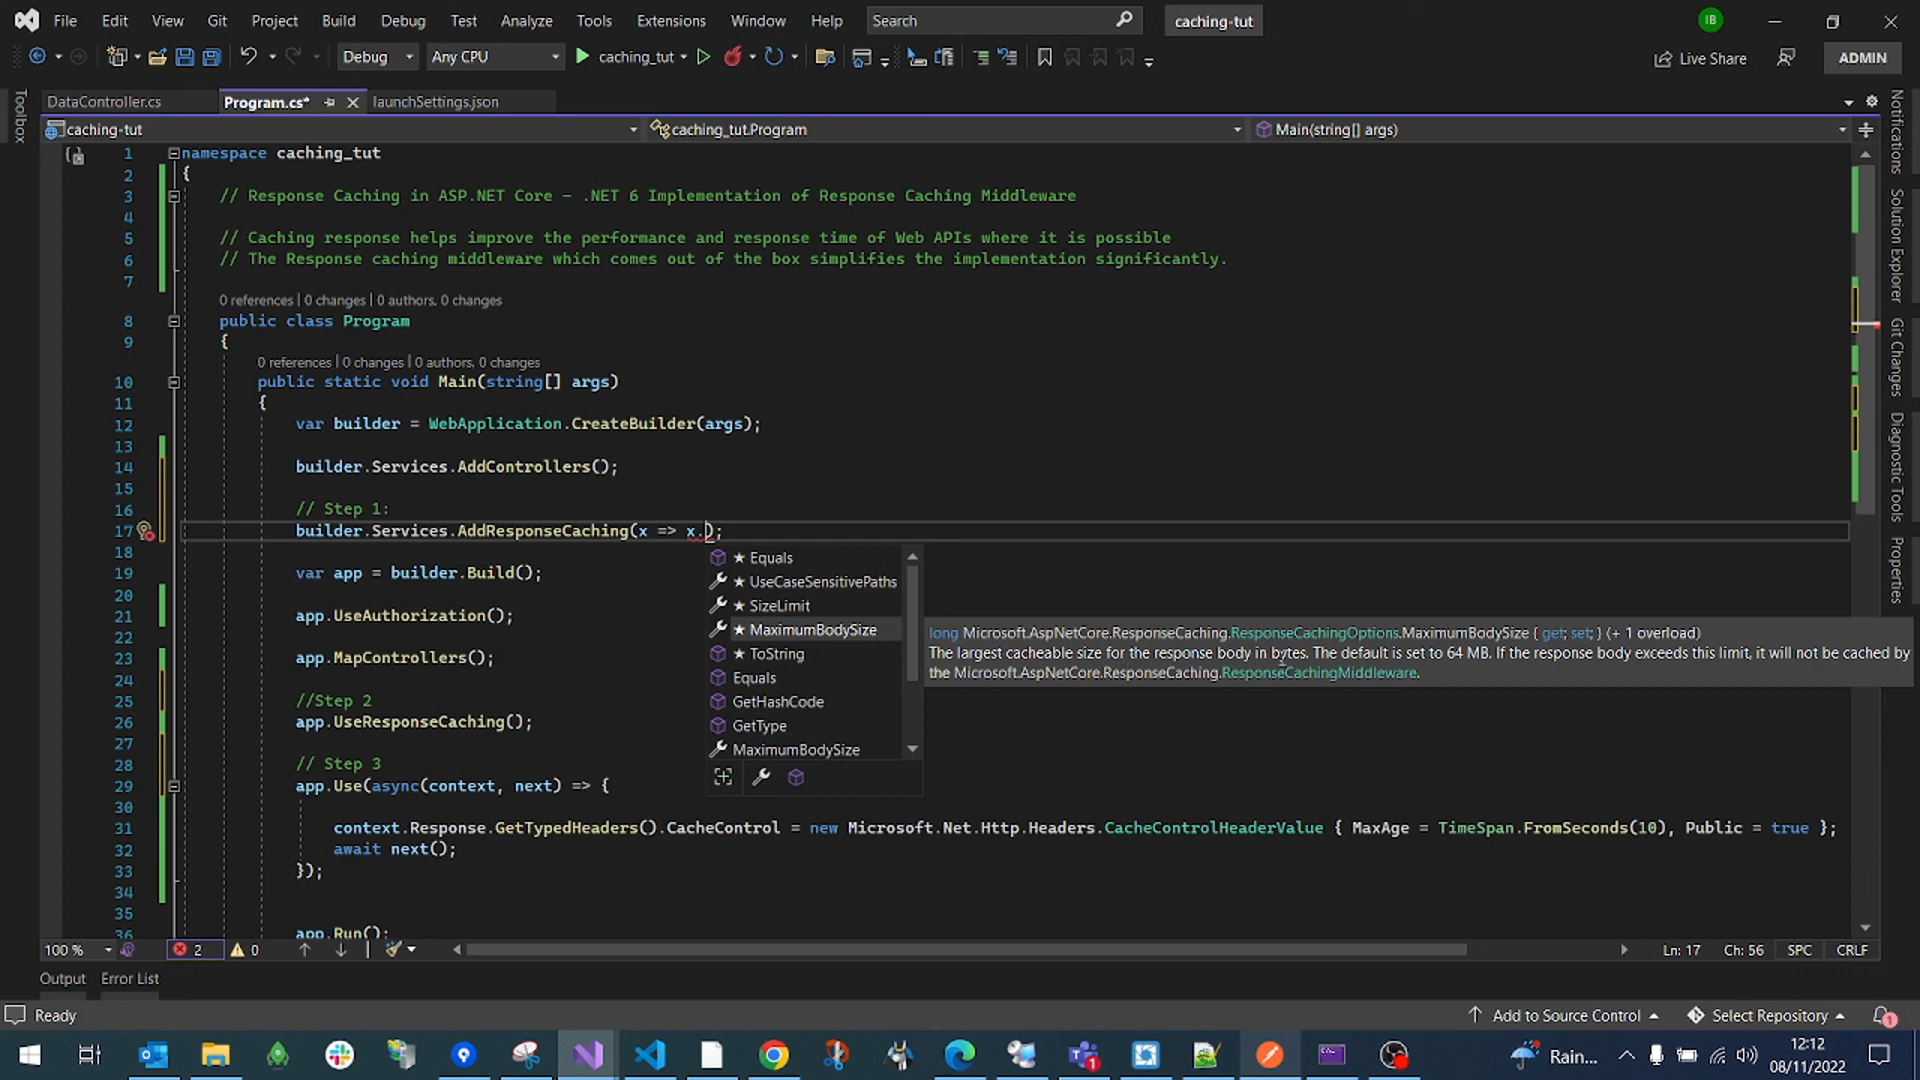 File Edit View Git Project Build Debug Test Analyze Tools Extensions Window Help Search caching-tut IB
Debug Any CPU caching_tut Live Share ADMIN
Toolbox
DataController.cs Program.cs* launchSettings.json
caching-tut caching_tut.Program Main(string[] args)
1 namespace caching_tut
2 {
3 // Response Caching in ASP.NET Core - .NET 6 Implementation of Response Caching Middleware
4
5 // Caching response helps improve the performance and response time of Web APIs where it is possible
6 // The Response caching middleware which comes out of the box simplifies the implementation significantly.
7
0 references | 0 changes | 0 authors, 0 changes
8 public class Program
9 {
0 references | 0 changes | 0 authors, 0 changes
10 public static void Main(string[] args)
11 {
12 var builder = WebApplication.CreateBuilder(args);
13
14 builder.Services.AddControllers();
15
16 // Step 1:
17 builder.Services.AddResponseCaching(x => x.);
18
19 var app = builder.Build();
20
21 app.UseAuthorization();
22
23 app.MapControllers();
24
25 //Step 2
26 app.UseResponseCaching();
27
28 // Step 3
29 app.Use(async(context, next) => {
30
31 context.Response.GetTypedHeaders().CacheControl = new Microsoft.Net.Http.Headers.CacheControlHeaderValue { MaxAge = TimeSpan.FromSeconds(10), Public = true };
32 await next();
33 });
34
35
36 app.Run();
★ Equals
★ UseCaseSensitivePaths
★ SizeLimit
★ MaximumBodySize
★ ToString
Equals
GetHashCode
GetType
MaximumBodySize
long Microsoft.AspNetCore.ResponseCaching.ResponseCachingOptions.MaximumBodySize { get; set; } (+ 1 overload)
The largest cacheable size for the response body in bytes. The default is set to 64 MB. If the response body exceeds this limit, it will not be cached by
the Microsoft.AspNetCore.ResponseCaching.ResponseCachingMiddleware.
Notifications
Solution Explorer
Git Changes
Diagnostic Tools
Properties
100 % 2 0 Ln: 17 Ch: 56 SPC CRLF
Output Error List
Ready Add to Source Control Select Repository 1
Rain... 12:12
08/11/2022